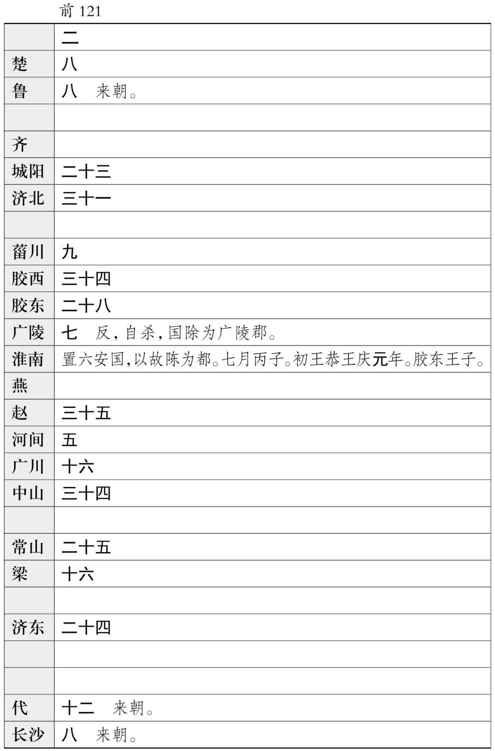 前 121
二
楚 八
鲁 八 来朝。
齐
城阳 二十三
济北 三十一
菑川 九
胶西 三十四
胶东 二十八
广陵 七 反，自杀，国除为广陵郡。
淮南 置六安国，以故陈为都。七月丙子。初王恭王庆元年。胶东王子。
燕
赵 三十五
河间 五
广川 十六
中山 三十四
常山 二十五
梁 十六
济东 二十四
代 十二 来朝。
长沙 八 来朝。